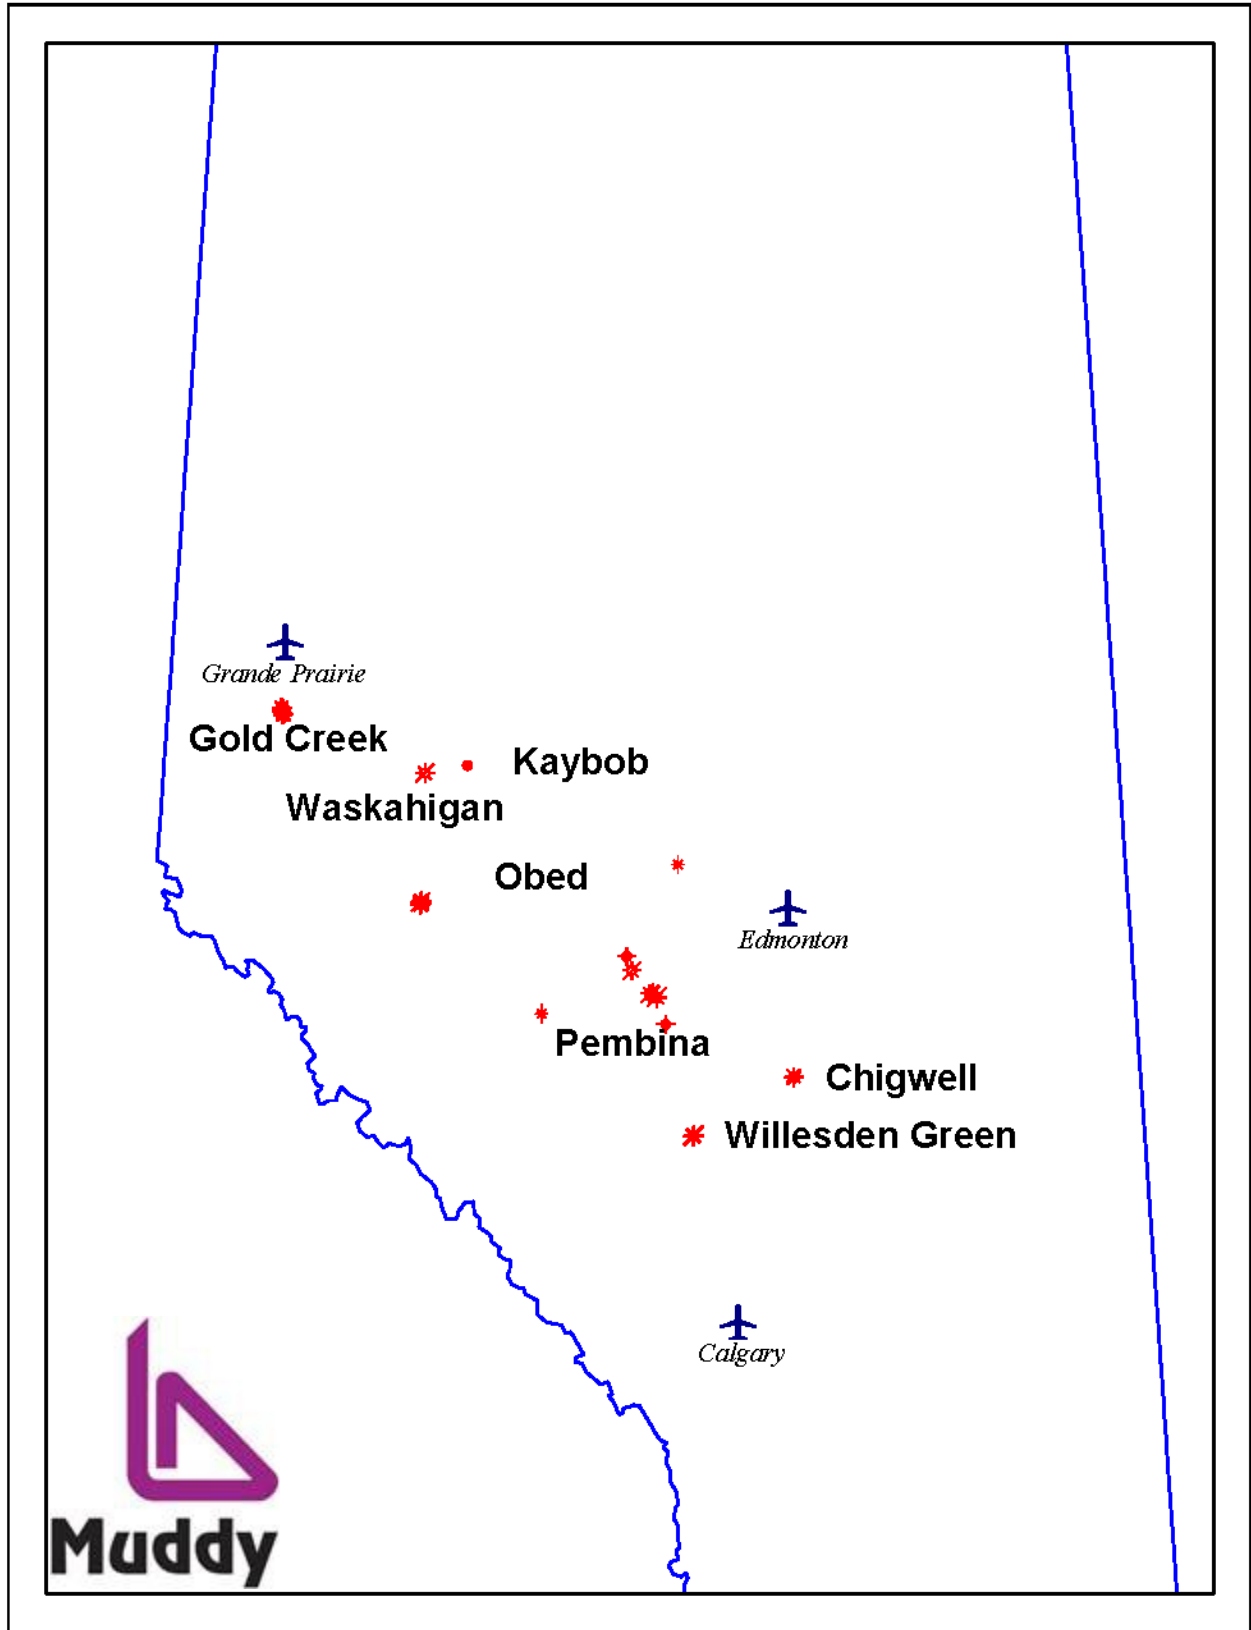 Grande Prairie
Gold Creek
Kaybob
Waskahigan
Obed
Edmonton
Pembina
Chigwell
Willesden Green
Calgary
Muddy